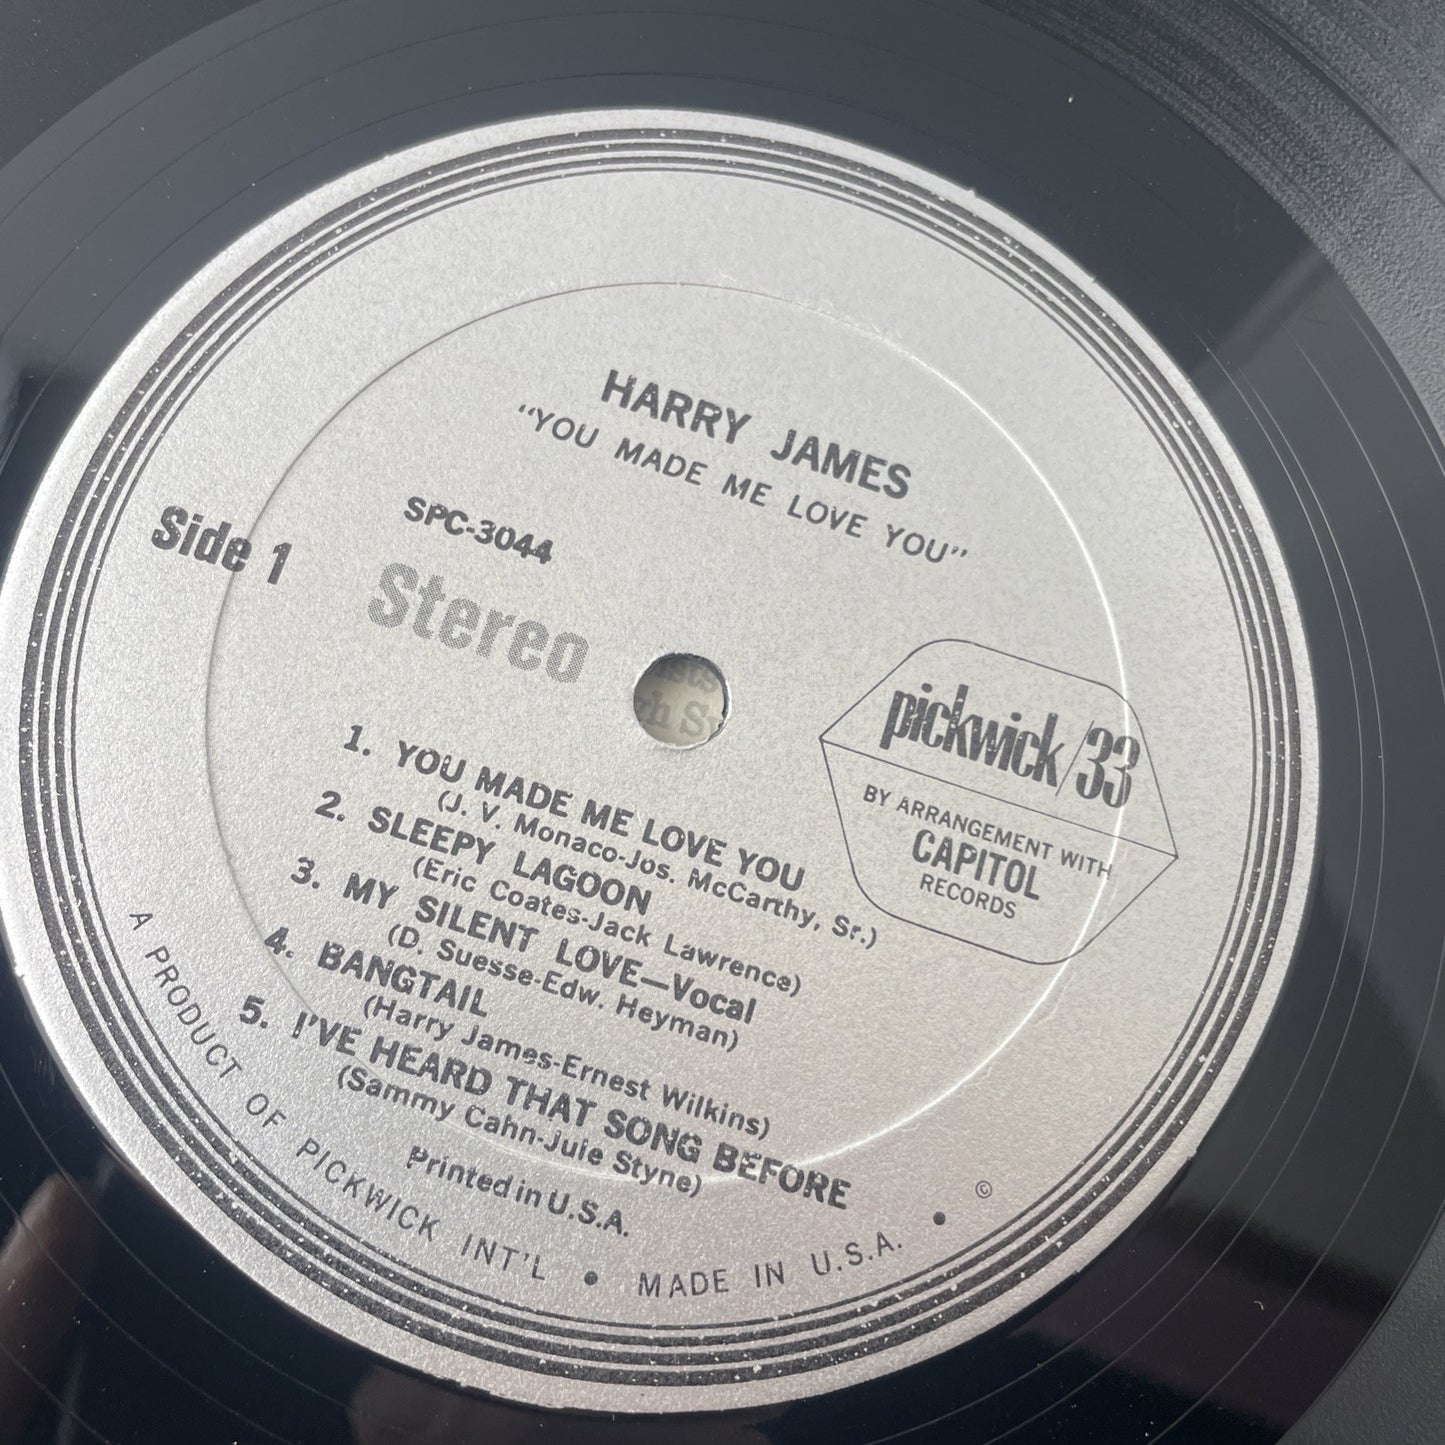 HARRY JAMES
"YOU MADE ME LOVE YOU"
SPC-3044
Side 1
Stereo
pickwick/33
BY ARRANGEMENT WITH
CAPITOL
RECORDS
1. YOU MADE ME LOVE YOU
(J. V. Monaco-Jos. McCarthy, Sr.)
2. SLEEPY LAGOON
(Eric Coates-Jack Lawrence)
3. MY SILENT LOVE—Vocal
(D. Suesse-Edw. Heyman)
4. BANGTAIL
(Harry James-Ernest Wilkins)
5. I'VE HEARD THAT SONG BEFORE
(Sammy Cahn-Jule Styne)
Printed in U.S.A.
A PRODUCT OF PICKWICK INT'L • MADE IN U.S.A. • ©